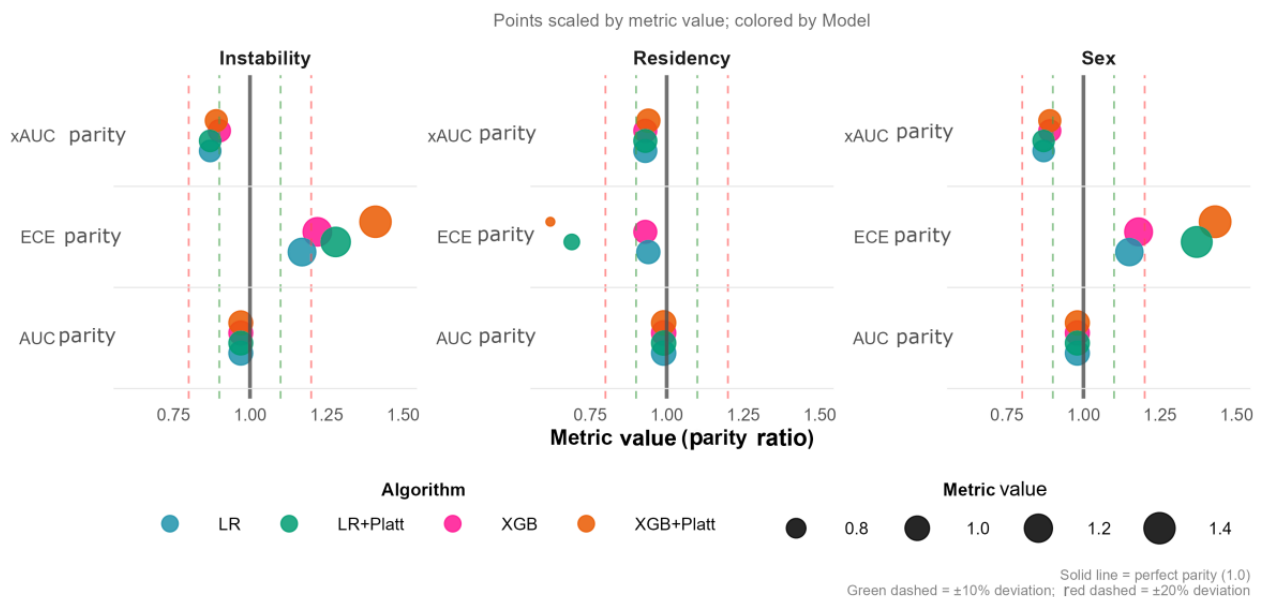 Points scaled by metric value; colored by Model
Instability
Residency
Sex
xAUC parity
ECE parity
AUC parity
xAUC parity
ECE parity
AUC parity
xAUC parity
ECE parity
AUC parity
0.75 1.00 1.25 1.50
0.75 1.00 1.25 1.50
0.75 1.00 1.25 1.50
Metric value (parity ratio)
Algorithm
LR LR+Platt XGB XGB+Platt
Metric value
0.8 1.0 1.2 1.4
Solid line = perfect parity (1.0)
Green dashed = ±10% deviation; red dashed = ±20% deviation